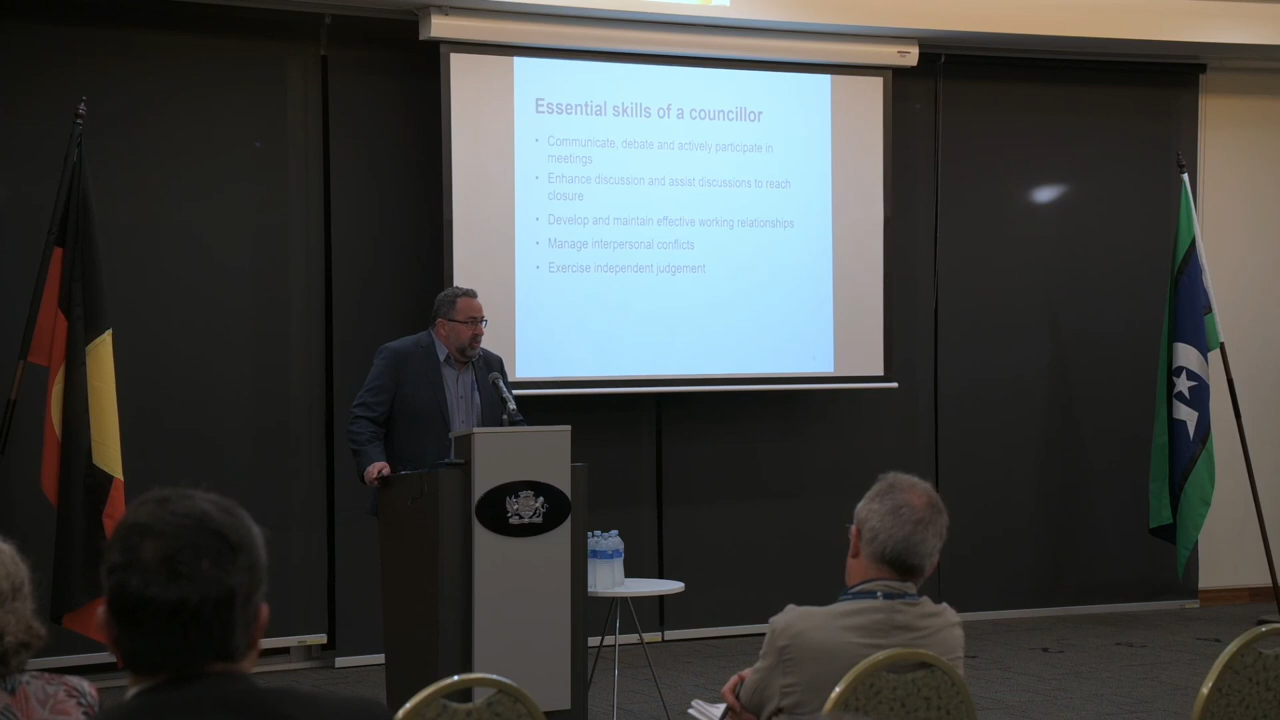 Essential skills of a councillor
• Communicate, debate and actively participate in
meetings
• Enhance discussion and assist discussions to reach
closure
• Develop and maintain effective working relationships
• Manage interpersonal conflicts
• Exercise independent judgement